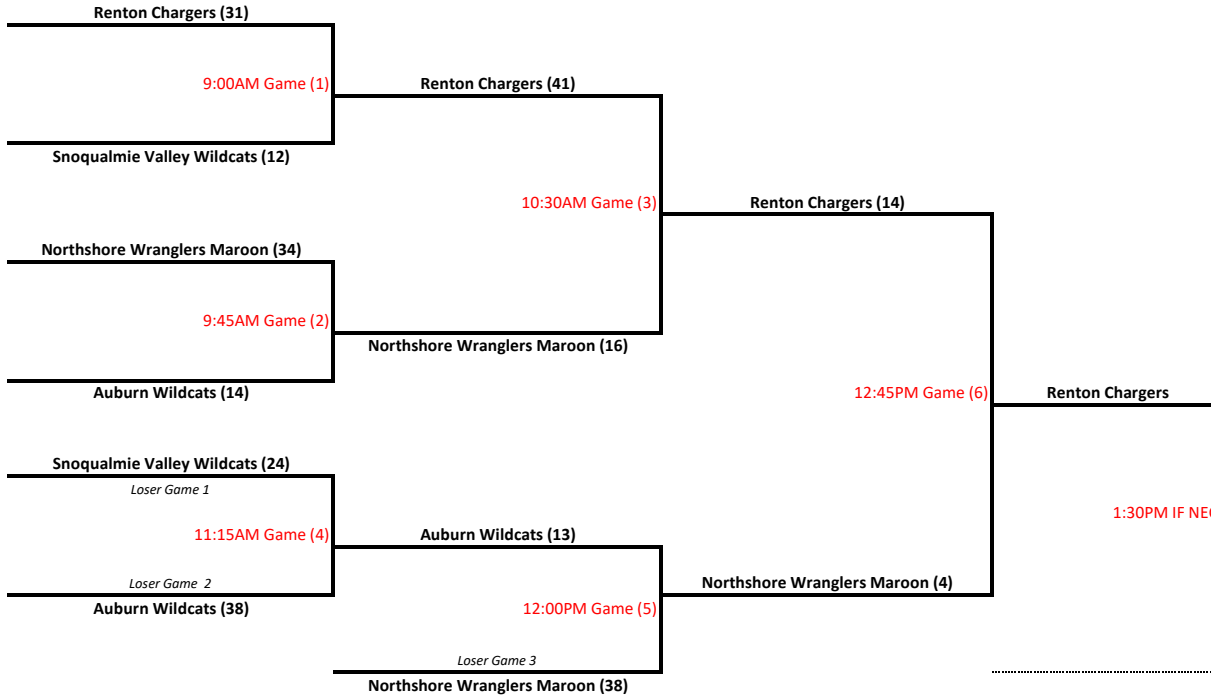 Renton Chargers (31)
9:00AM Game (1)
Renton Chargers (41)
Snoqualmie Valley Wildcats (12)
10:30AM Game (3)
Renton Chargers (14)
Northshore Wranglers Maroon (34)
9:45AM Game (2)
Northshore Wranglers Maroon (16)
Auburn Wildcats (14)
12:45PM Game (6)
Renton Chargers
Snoqualmie Valley Wildcats (24)
Loser Game 1
1:30PM IF NE
11:15AM Game (4)
Auburn Wildcats (13)
Loser Game 2
Northshore Wranglers Maroon (4)
Auburn Wildcats (38)
12:00PM Game (5)
Loser Game 3
Northshore Wranglers Maroon (38)